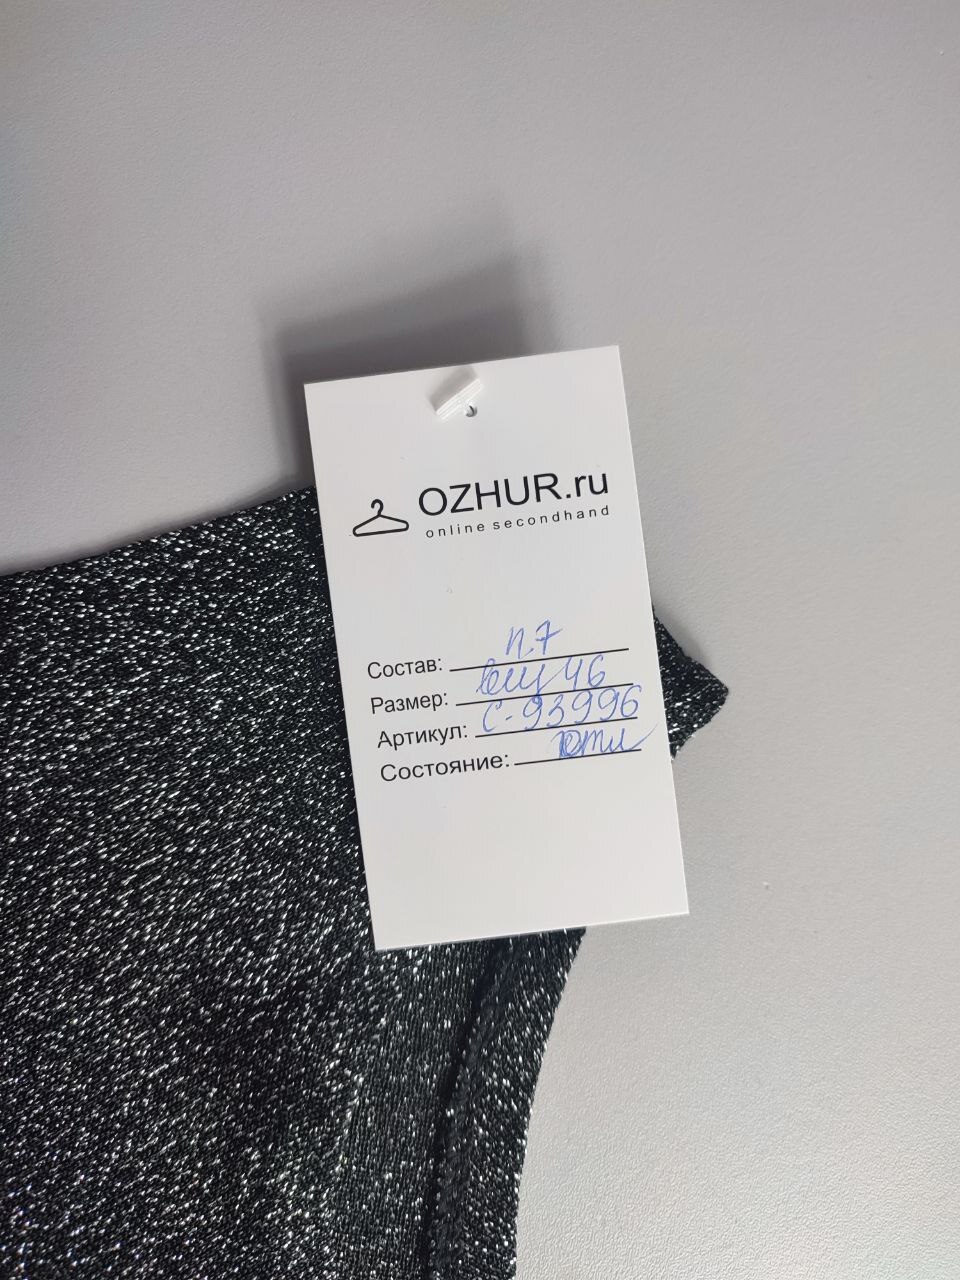 OZHUR.ru
online secondhand
Состав: п.7
Размер: 46
Артикул: С-93996
Состояние: